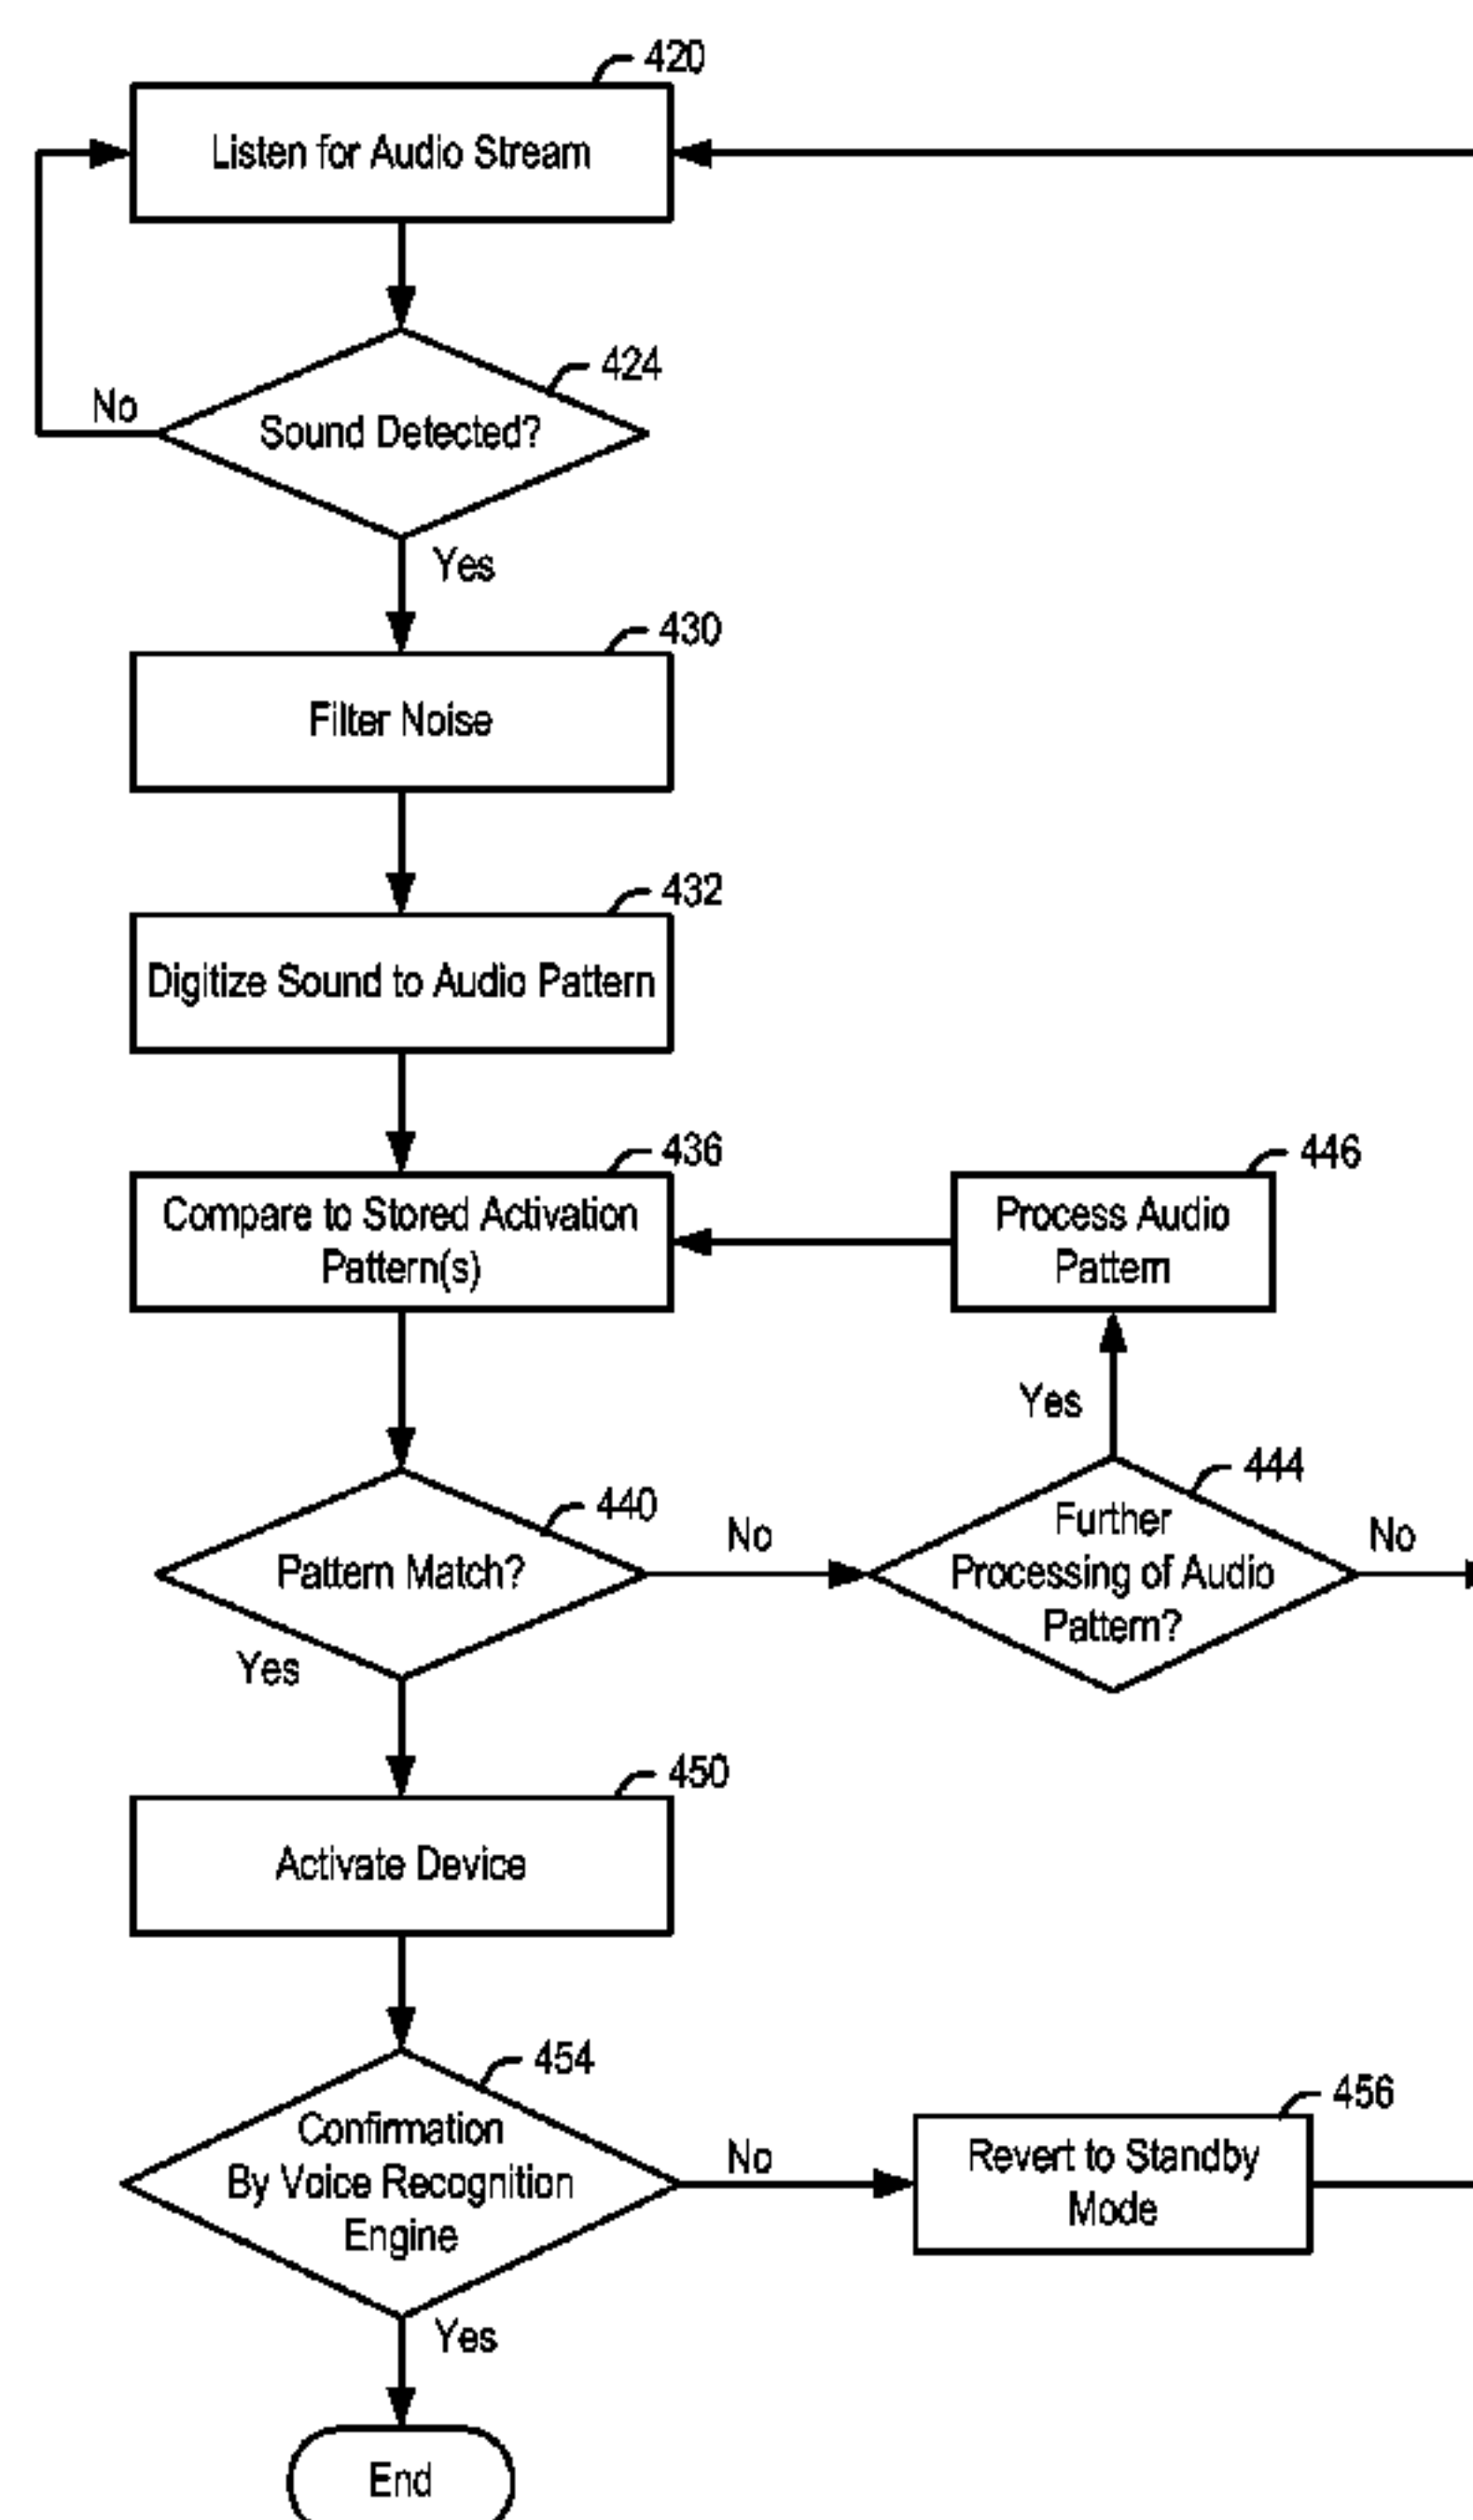 420
Listen for Audio Stream
424
No
Sound Detected?
Yes
430
Filter Noise
432
Digitize Sound to Audio Pattern
436
Compare to Stored Activation
Pattern(s)
446
Process Audio
Pattern
Yes
440
Pattern Match?
No
444
Further
Processing of Audio
Pattern?
No
Yes
450
Activate Device
454
Confirmation
By Voice Recognition
Engine
No
456
Revert to Standby
Mode
Yes
End